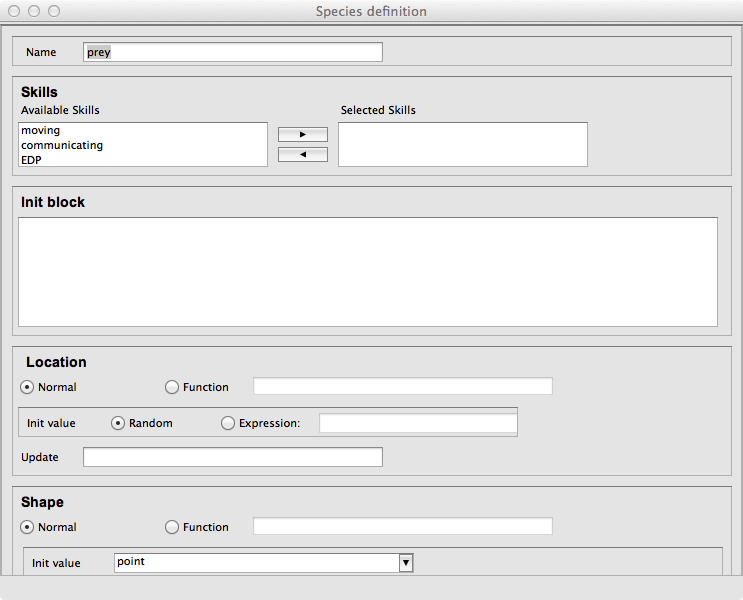 Species definition
Name prey
Skills
Available Skills Selected Skills
moving
communicating
EDP
Init block
Location
Normal Function
Init value Random Expression:
Update
Shape
Normal Function
Init value point